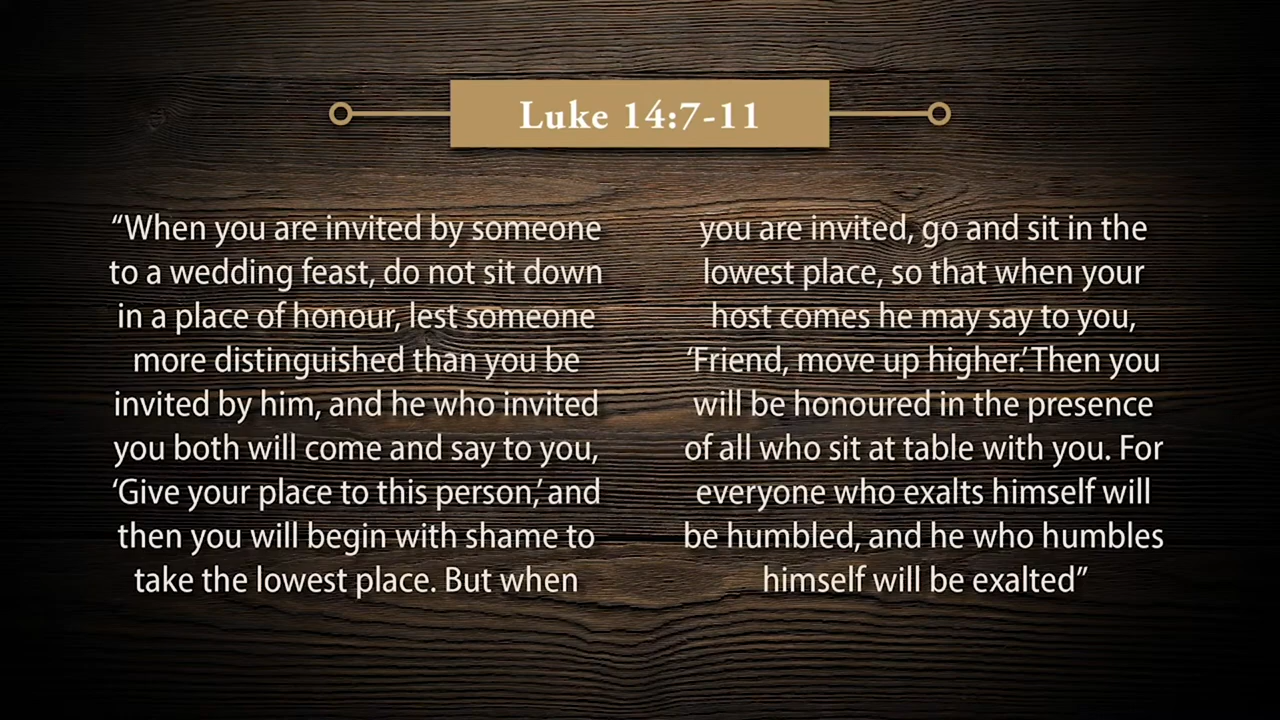 Luke 14:7-11
“When you are invited by someone
to a wedding feast, do not sit down
in a place of honour, lest someone
more distinguished than you be
invited by him, and he who invited
you both will come and say to you,
‘Give your place to this person,’ and
then you will begin with shame to
take the lowest place. But when
you are invited, go and sit in the
lowest place, so that when your
host comes he may say to you,
‘Friend, move up higher.’ Then you
will be honoured in the presence
of all who sit at table with you. For
everyone who exalts himself will
be humbled, and he who humbles
himself will be exalted”